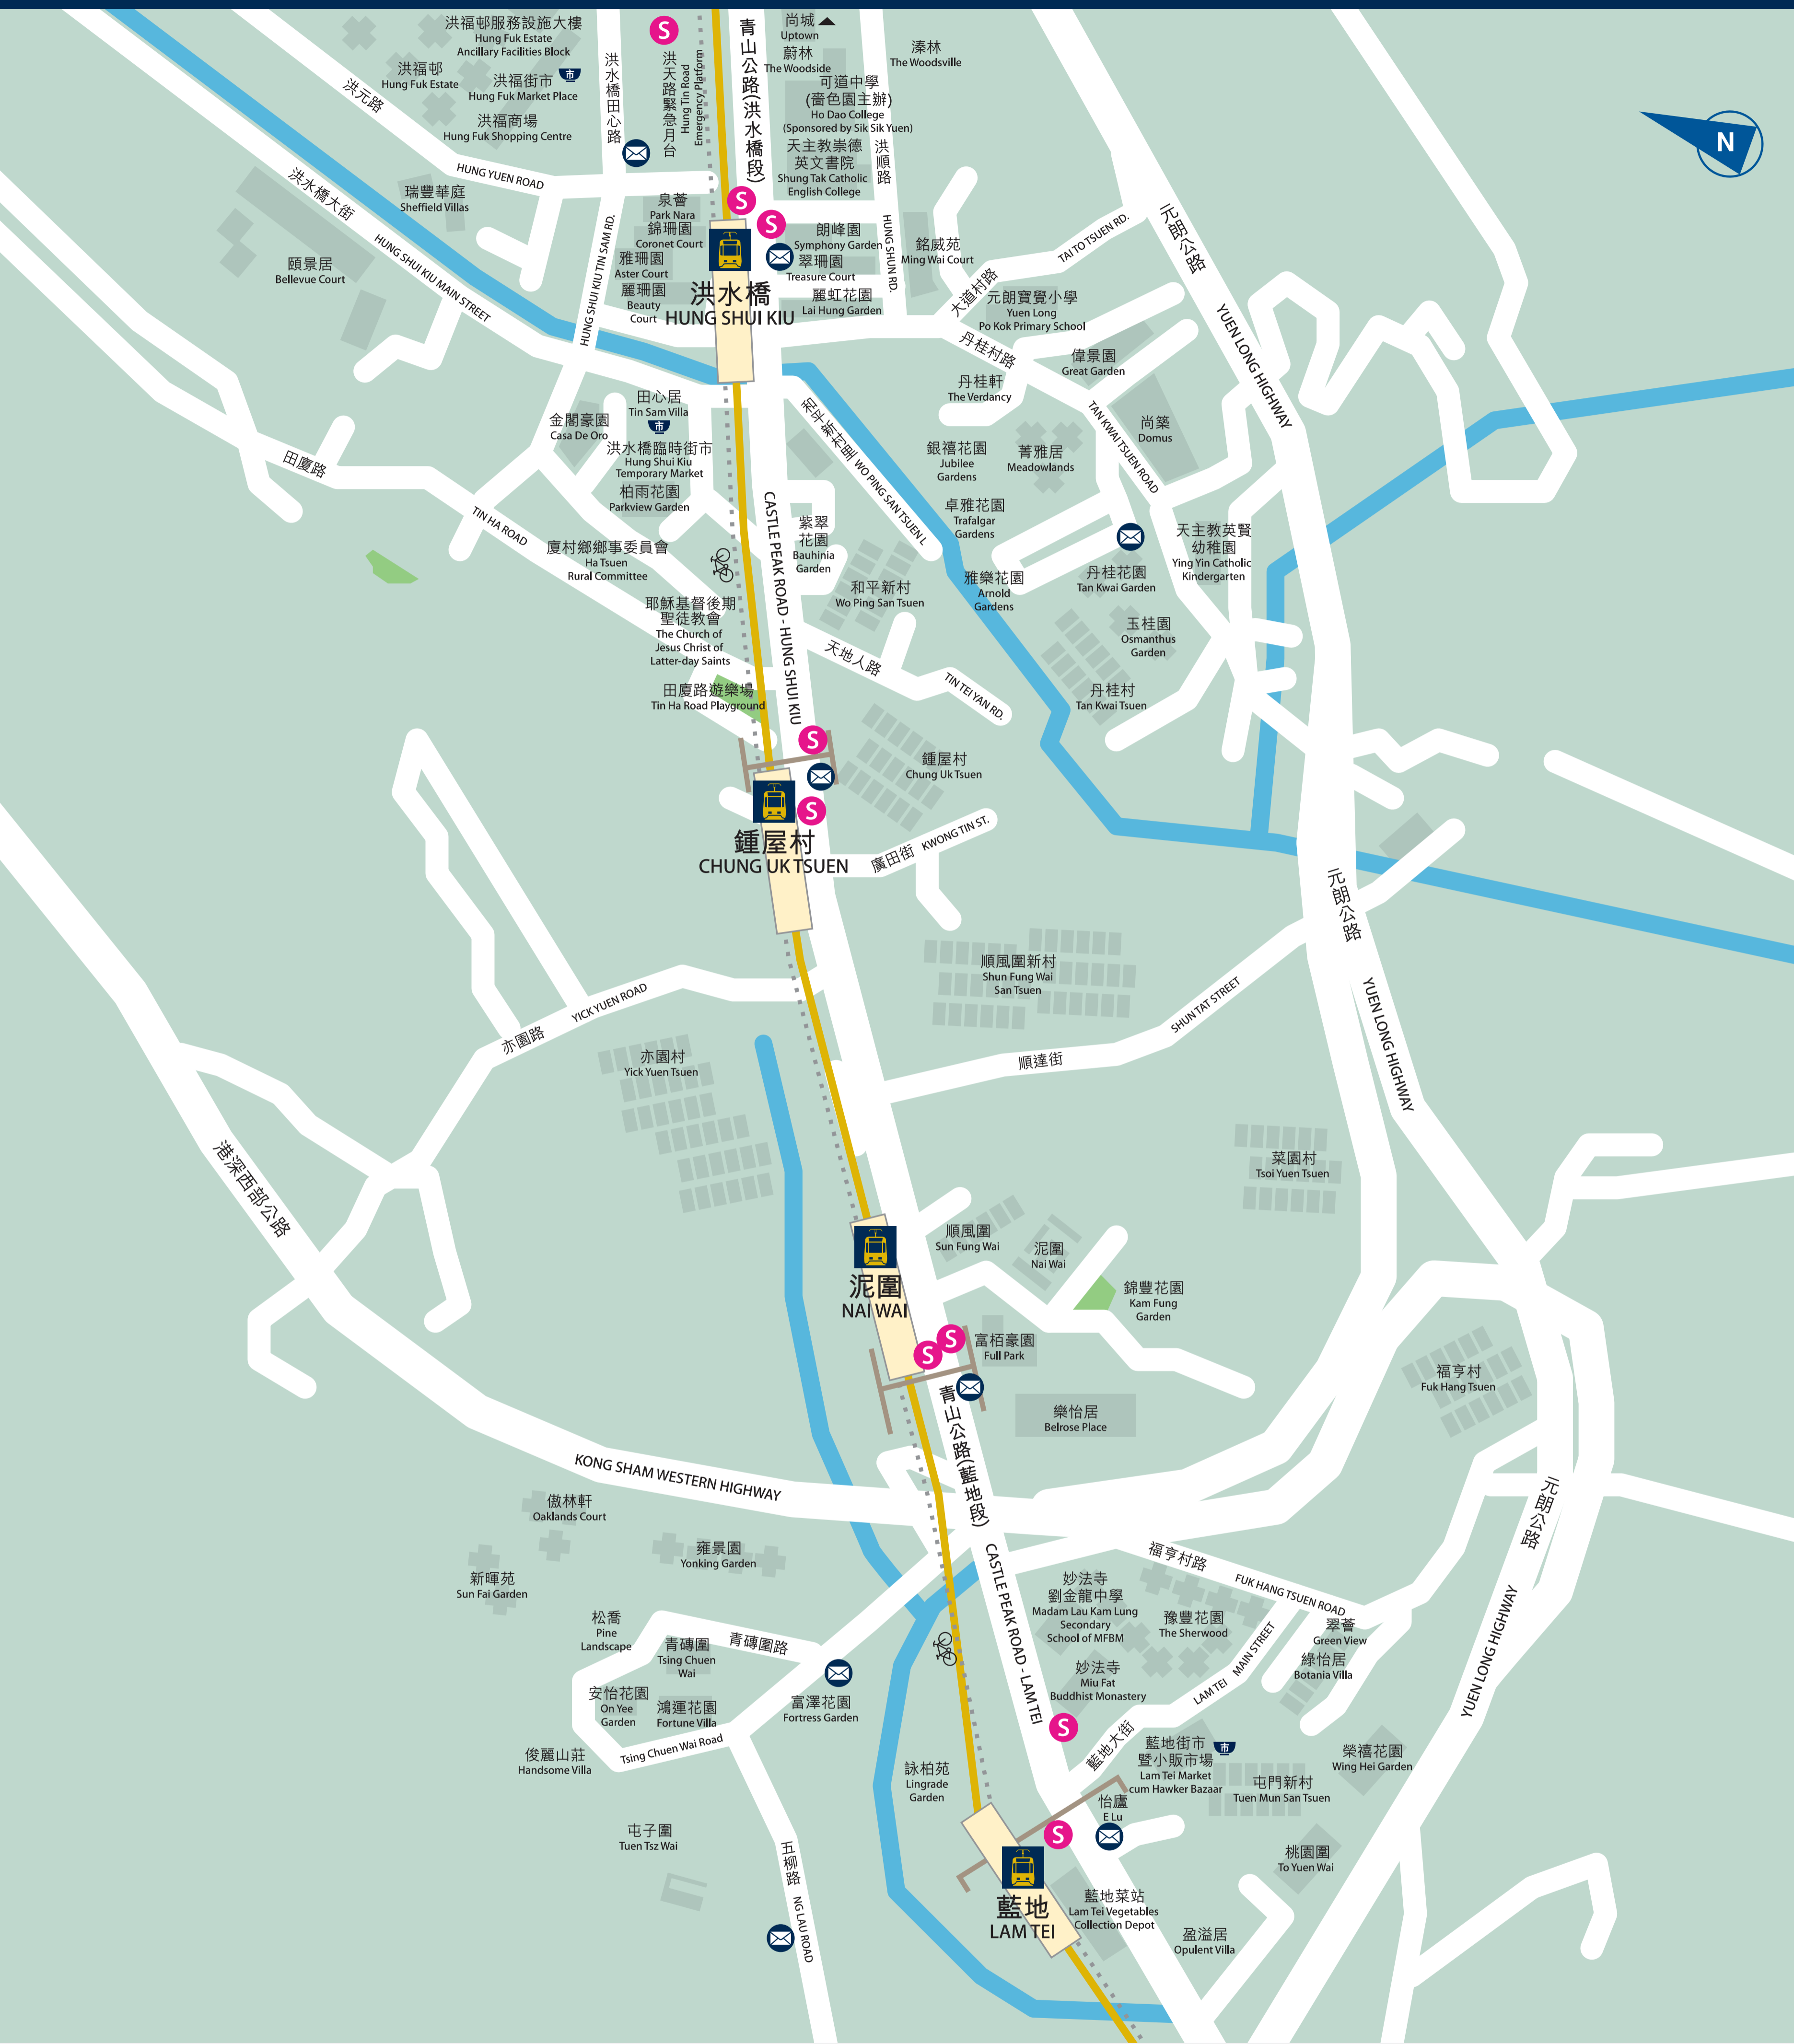 洪福邨服務設施大樓
Hung Fuk Estate
Ancillary Facilities Block
洪福邨
Hung Fuk Estate
洪福街市
市
Hung Fuk Market Place
洪福商場
Hung Fuk Shopping Centre
洪元路
HUNG YUEN ROAD
洪水橋田心路
HUNG SHUI KIU TIN SAM RD.
S
洪天路緊急月台
Hung Tin Road
Emergency Platform
青山公路(洪水橋段)
尚城
Uptown
蔚林
The Woodside
溱林
The Woodsville
可道中學
(嗇色園主辦)
Ho Dao College
(Sponsored by Sik Sik Yuen)
天主教崇德
英文書院
Shung Tak Catholic
English College
洪順路
HUNG SHUN RD.
N
瑞豐華庭
Sheffield Villas
洪水橋大街
HUNG SHUI KIU MAIN STREET
頤景居
Bellevue Court
泉薈
Park Nara
錦珊園
Coronet Court
雅珊園
Aster Court
麗珊園
Beauty
Court
S
S
洪水橋
HUNG SHUI KIU
朗峰園
Symphony Garden
翠珊園
Treasure Court
麗虹花園
Lai Hung Garden
銘威苑
Ming Wai Court
大道村路
TAI TO TSUEN RD.
元朗公路
YUEN LONG HIGHWAY
元朗寶覺小學
Yuen Long
Po Kok Primary School
丹桂村路
TAN KWAI TSUEN ROAD
偉景園
Great Garden
丹桂軒
The Verdancy
尚築
Domus
田心居
Tin Sam Villa
市
金閣豪園
Casa De Oro
洪水橋臨時街市
Hung Shui Kiu
Temporary Market
柏雨花園
Parkview Garden
和平新村里
WO PING SAN TSUEN L
銀禧花園
Jubilee
Gardens
菁雅居
Meadowlands
卓雅花園
Trafalgar
Gardens
田廈路
TIN HA ROAD
廈村鄉鄉事委員會
Ha Tsuen
Rural Committee
CASTLE PEAK ROAD - HUNG SHUI KIU
紫翠
花園
Bauhinia
Garden
和平新村
Wo Ping San Tsuen
雅樂花園
Arnold
Gardens
丹桂花園
Tan Kwai Garden
天主教英賢
幼稚園
Ying Yin Catholic
Kindergarten
耶穌基督後期
聖徒教會
The Church of
Jesus Christ of
Latter-day Saints
玉桂園
Osmanthus
Garden
天地人路
TIN TEI YAN RD.
丹桂村
Tan Kwai Tsuen
田廈路遊樂場
Tin Ha Road Playground
S
S
鍾屋村
Chung Uk Tsuen
鍾屋村
CHUNG UK TSUEN
廣田街
KWONG TIN ST.
元朗公路
YUEN LONG HIGHWAY
順風圍新村
Shun Fung Wai
San Tsuen
SHUN TAT STREET
順達街
亦園路
YICK YUEN ROAD
亦園村
Yick Yuen Tsuen
港深西部公路
KONG SHAM WESTERN HIGHWAY
菜園村
Tsoi Yuen Tsuen
順風圍
Sun Fung Wai
泥圍
Nai Wai
泥圍
NAI WAI
錦豐花園
Kam Fung
Garden
S
S
富栢豪園
Full Park
樂怡居
Belrose Place
福亨村
Fuk Hang Tsuen
青山公路(藍地段)
CASTLE PEAK ROAD - LAM TEI
傲林軒
Oaklands Court
雍景園
Yonking Garden
新暉苑
Sun Fai Garden
元朗公路
YUEN LONG HIGHWAY
福亨村路
FUK HANG TSUEN ROAD
妙法寺
劉金龍中學
Madam Lau Kam Lung
Secondary
School of MFBM
豫豐花園
The Sherwood
翠薈
Green View
綠怡居
Botania Villa
松喬
Pine
Landscape
青磚圍
Tsing Chuen
Wai
青磚圍路
妙法寺
Miu Fat
Buddhist Monastery
LAM TEI MAIN STREET
藍地大街
安怡花園
On Yee
Garden
鴻運花園
Fortune Villa
富澤花園
Fortress Garden
S
Tsing Chuen Wai Road
俊麗山莊
Handsome Villa
藍地街市
暨小販市場
市
Lam Tei Market
cum Hawker Bazaar
榮禧花園
Wing Hei Garden
屯門新村
Tuen Mun San Tsuen
詠柏苑
Lingrade
Garden
怡廬
E Lu
S
屯子圍
Tuen Tsz Wai
五柳路
NG LAU ROAD
桃園圍
To Yuen Wai
藍地
LAM TEI
藍地菜站
Lam Tei Vegetables
Collection Depot
盈溢居
Opulent Villa